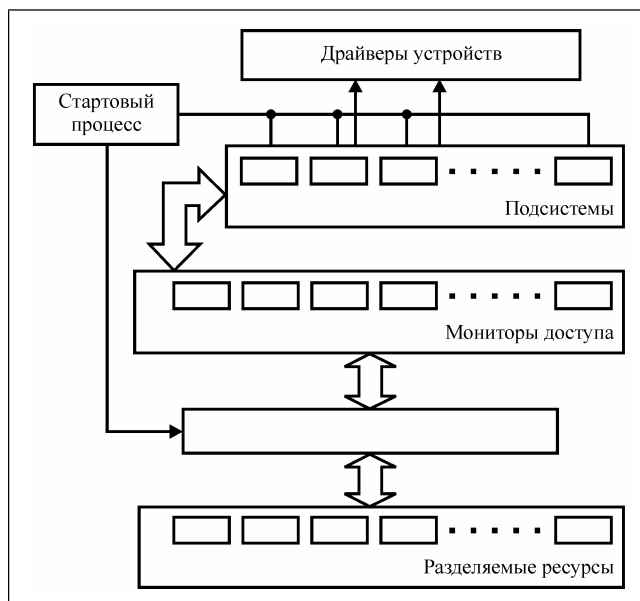 Драйверы устройств
Стартовый
процесс
Подсистемы
Мониторы доступа
Разделяемые ресурсы